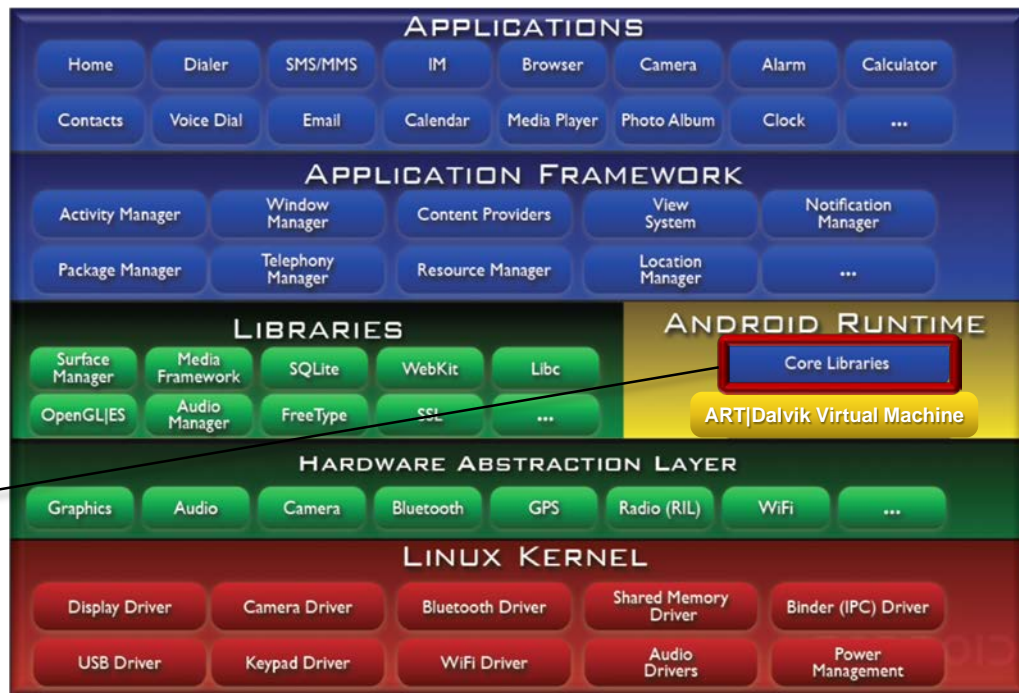 APPLICATIONS
Home Dialer SMS/MMS IM Browser Camera Alarm Calculator
Contacts Voice Dial Email Calendar Media Player Photo Album Clock ...
APPLICATION FRAMEWORK
Activity Manager Window Manager Content Providers View System Notification Manager
Package Manager Telephony Manager Resource Manager Location Manager ...
LIBRARIES
Surface Manager Media Framework SQLite WebKit Libc
OpenGL|ES Audio Manager FreeType SSL ...
ANDROID RUNTIME
Core Libraries
ART|Dalvik Virtual Machine
HARDWARE ABSTRACTION LAYER
Graphics Audio Camera Bluetooth GPS Radio (RIL) WiFi ...
LINUX KERNEL
Display Driver Camera Driver Bluetooth Driver Shared Memory Driver Binder (IPC) Driver
USB Driver Keypad Driver WiFi Driver Audio Drivers Power Management